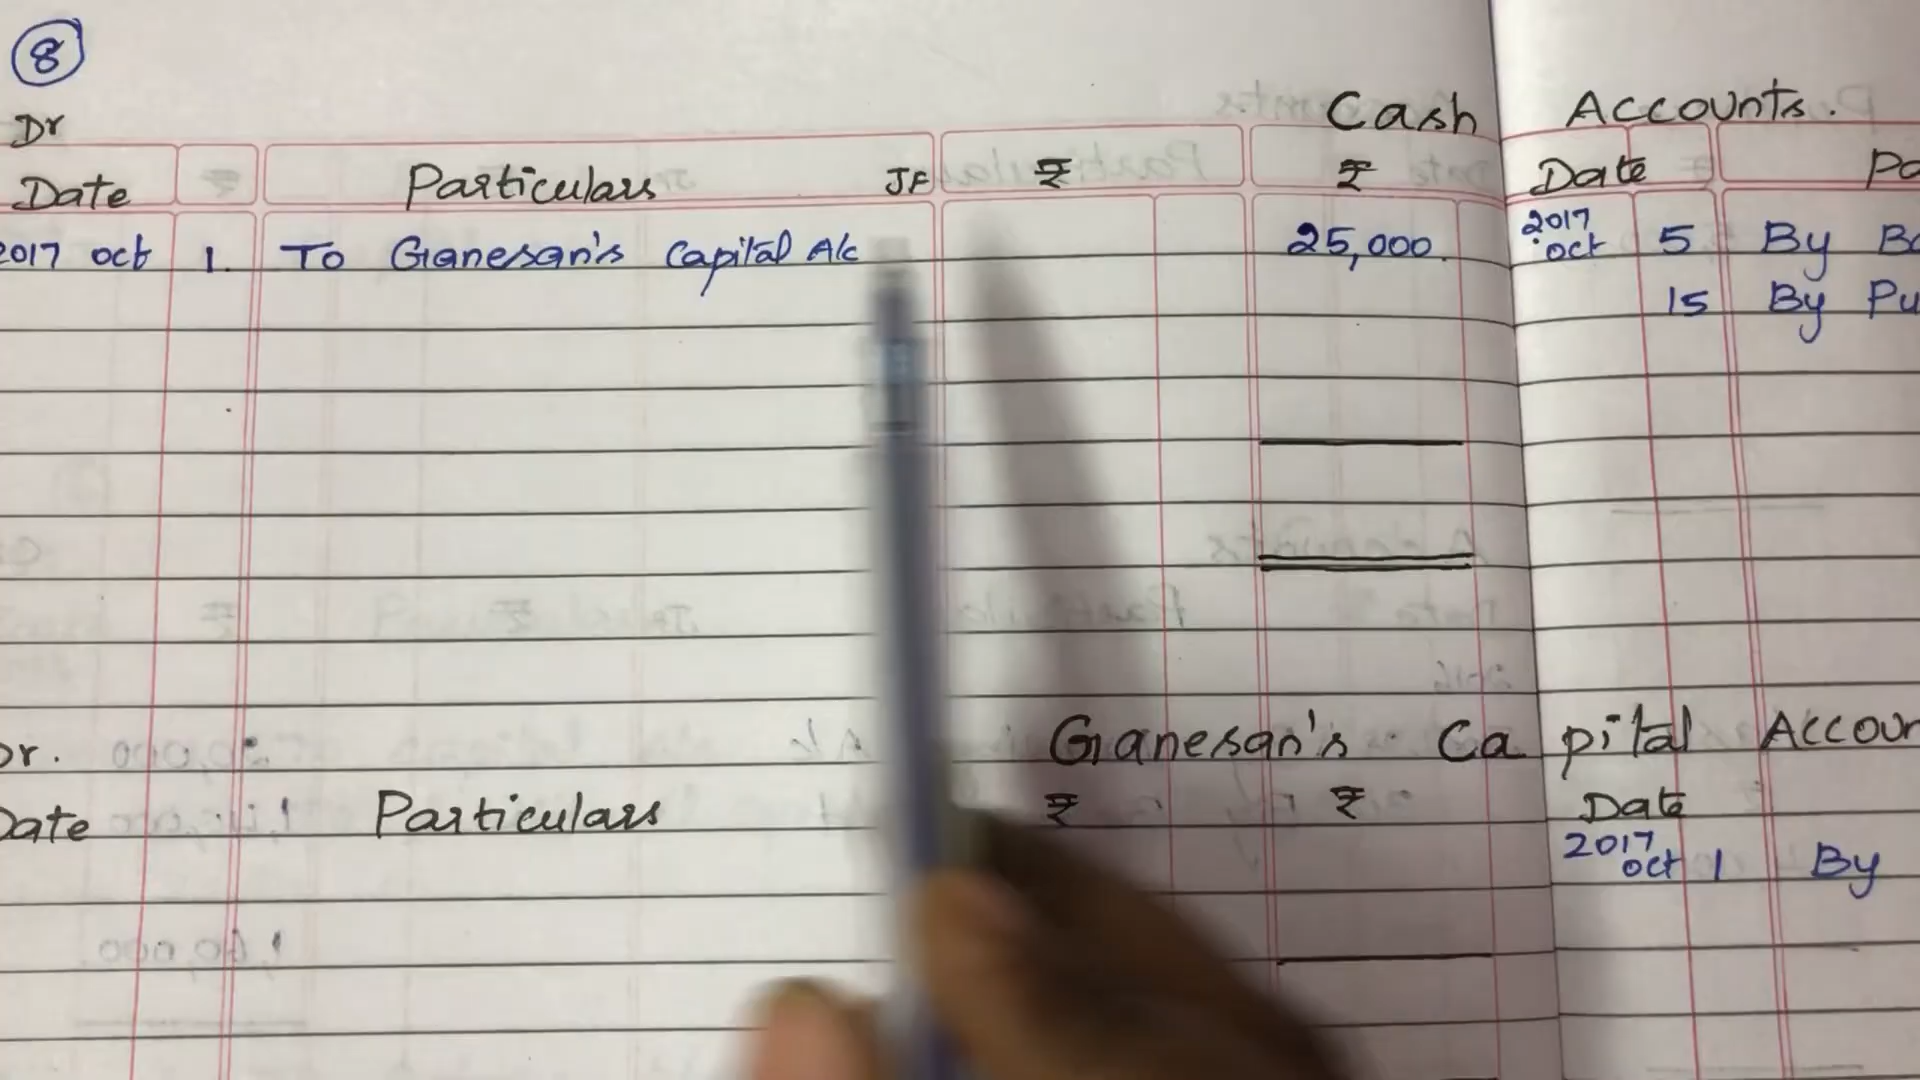 8
Dr Cash Accounts.
Date ₹ Particulars JF ₹ ₹ Date
2017 oct 1. To Ganesan's Capital A/c 25,000. 2017 oct 5 By
15 By
Dr. Ganesan's Capital Accoun
Date Particulars ₹ ₹ Date
2017 oct 1 By